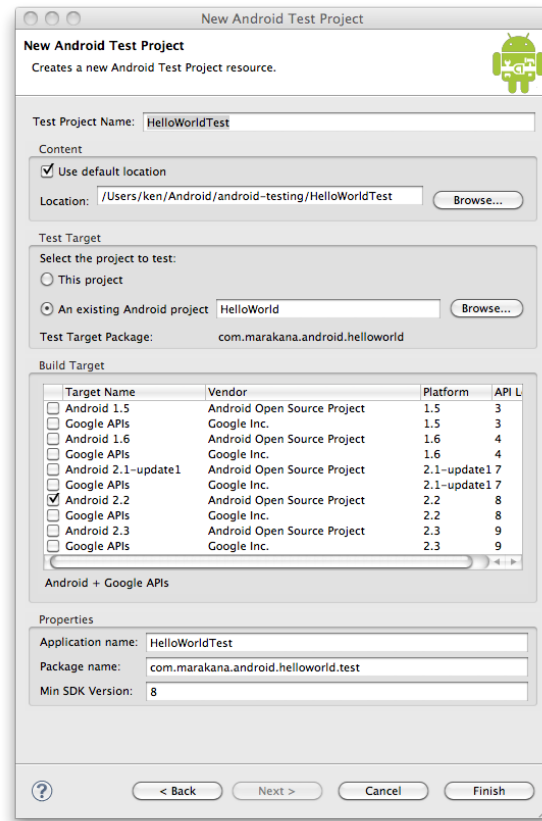 New Android Test Project
New Android Test Project
Creates a new Android Test Project resource.
Test Project Name: HelloWorldTest
Content
Use default location
Location: /Users/ken/Android/android-testing/HelloWorldTest Browse...
Test Target
Select the project to test:
This project
An existing Android project HelloWorld Browse...
Test Target Package: com.marakana.android.helloworld
Build Target
Target Name Vendor Platform API L
Android 1.5 Android Open Source Project 1.5 3
Google APIs Google Inc. 1.5 3
Android 1.6 Android Open Source Project 1.6 4
Google APIs Google Inc. 1.6 4
Android 2.1-update1 Android Open Source Project 2.1-update1 7
Google APIs Google Inc. 2.1-update1 7
Android 2.2 Android Open Source Project 2.2 8
Google APIs Google Inc. 2.2 8
Android 2.3 Android Open Source Project 2.3 9
Google APIs Google Inc. 2.3 9
Android + Google APIs
Properties
Application name: HelloWorldTest
Package name: com.marakana.android.helloworld.test
Min SDK Version: 8
? < Back Next > Cancel Finish